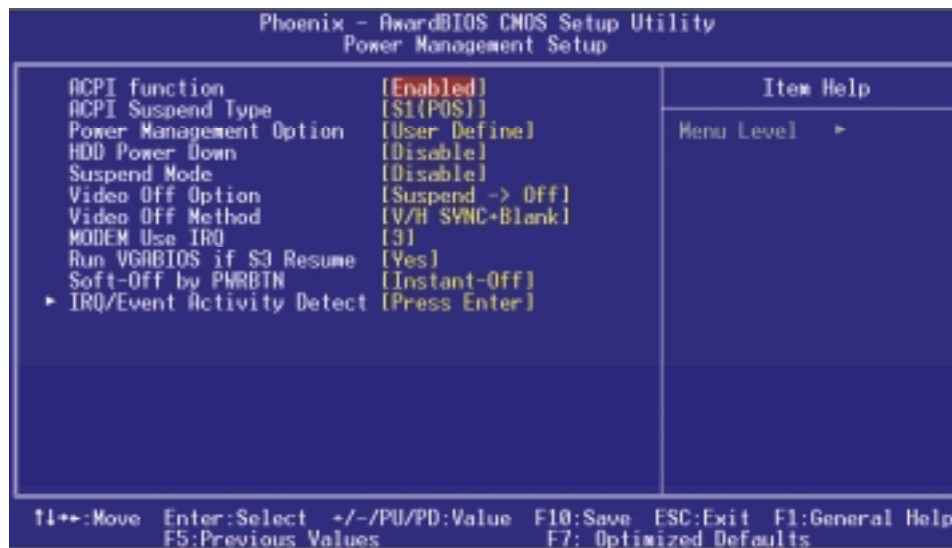 Phoenix - AwardBIOS CMOS Setup Utility
Power Management Setup
ACPI function [Enabled]
ACPI Suspend Type [S1(POS)]
Power Management Option [User Define]
HDD Power Down [Disable]
Suspend Mode [Disable]
Video Off Option [Suspend -> Off]
Video Off Method [V/H SYNC+Blank]
MODEM Use IRQ [3]
Run VGABIOS if S3 Resume [Yes]
Soft-Off by PWRBTN [Instant-Off]
► IRQ/Event Activity Detect [Press Enter]
Item Help
Menu Level ►
↑↓→←:Move Enter:Select +/-/PU/PD:Value F10:Save ESC:Exit F1:General Help
F5:Previous Values F7: Optimized Defaults